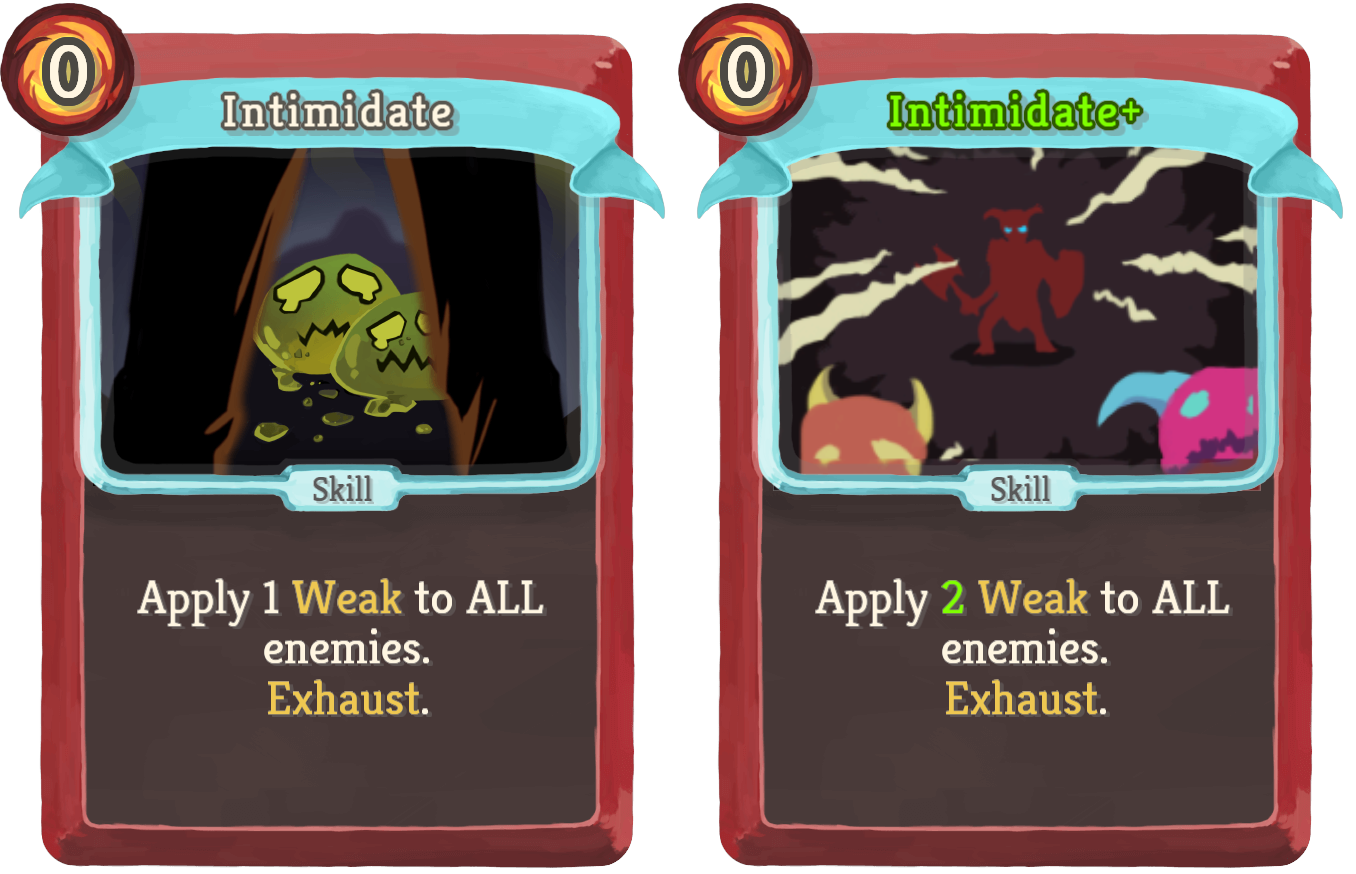 0
Intimidate
Skill
Apply 1 Weak to ALL
enemies.
Exhaust.
0
Intimidate+
Skill
Apply 2 Weak to ALL
enemies.
Exhaust.